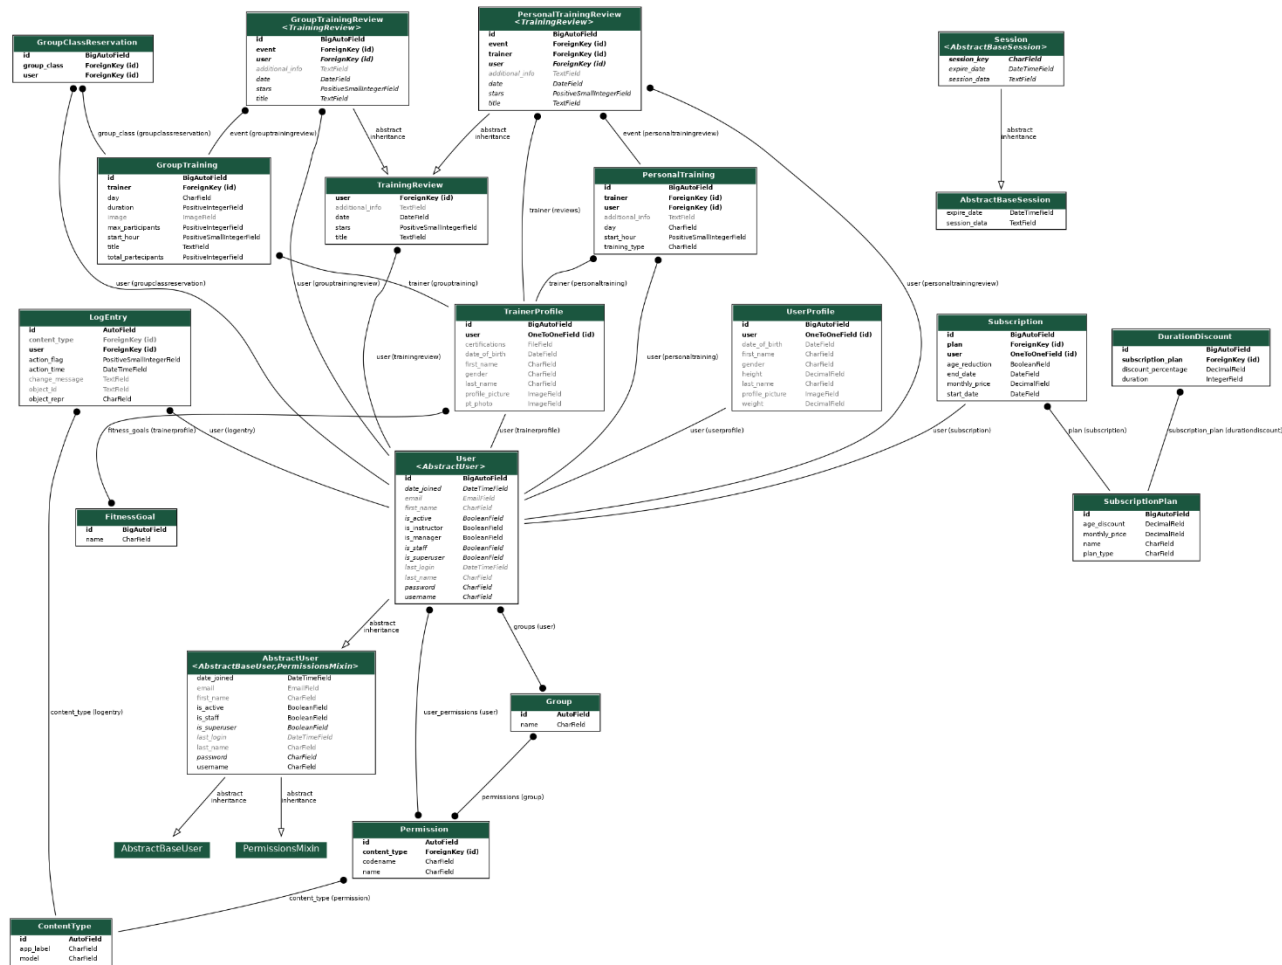 GroupClassReservation
id BigAutoField
group_class ForeignKey (id)
user ForeignKey (id)
GroupTrainingReview
<TrainingReview>
id BigAutoField
event ForeignKey (id)
user ForeignKey (id)
additional_info TextField
date DateField
stars PositiveSmallIntegerField
title TextField
PersonalTrainingReview
<TrainingReview>
id BigAutoField
event ForeignKey (id)
trainer ForeignKey (id)
user ForeignKey (id)
additional_info TextField
date DateField
stars PositiveSmallIntegerField
title TextField
Session
<AbstractBaseSession>
session_key CharField
expire_date DateTimeField
session_data TextField
group_class (groupclassreservation)
event (grouptrainingreview)
abstract
inheritance
abstract
inheritance
event (personaltrainingreview)
abstract
inheritance
GroupTraining
id BigAutoField
trainer ForeignKey (id)
day CharField
duration PositiveIntegerField
image ImageField
max_participants PositiveIntegerField
start_hour PositiveSmallIntegerField
title TextField
total_partecipants PositiveIntegerField
TrainingReview
user ForeignKey (id)
additional_info TextField
date DateField
stars PositiveSmallIntegerField
title TextField
trainer (reviews)
PersonalTraining
id BigAutoField
trainer ForeignKey (id)
user ForeignKey (id)
additional_info TextField
day CharField
start_hour PositiveSmallIntegerField
training_type CharField
AbstractBaseSession
expire_date DateTimeField
session_data TextField
user (groupclassreservation)
user (grouptrainingreview)
trainer (grouptraining)
trainer (personaltraining)
user (personaltrainingreview)
LogEntry
id AutoField
content_type ForeignKey (id)
user ForeignKey (id)
action_flag PositiveSmallIntegerField
action_time DateTimeField
change_message TextField
object_id TextField
object_repr CharField
user (trainingreview)
TrainerProfile
id BigAutoField
user OneToOneField (id)
certifications FileField
date_of_birth DateField
first_name CharField
gender CharField
last_name CharField
profile_picture ImageField
pt_photo ImageField
user (personaltraining)
UserProfile
id BigAutoField
user OneToOneField (id)
date_of_birth DateField
first_name CharField
gender CharField
height DecimalField
last_name CharField
profile_picture ImageField
weight DecimalField
Subscription
id BigAutoField
plan ForeignKey (id)
user OneToOneField (id)
age_reduction BooleanField
end_date DateField
monthly_price DecimalField
start_date DateField
DurationDiscount
id BigAutoField
subscription_plan ForeignKey (id)
discount_percentage DecimalField
duration IntegerField
fitness_goals (trainerprofile)
user (logentry)
user (trainerprofile)
user (userprofile)
user (subscription)
plan (subscription)
subscription_plan (durationdiscount)
User
<AbstractUser>
id BigAutoField
date_joined DateTimeField
email EmailField
first_name CharField
is_active BooleanField
is_instructor BooleanField
is_manager BooleanField
is_staff BooleanField
is_superuser BooleanField
last_login DateTimeField
last_name CharField
password CharField
username CharField
FitnessGoal
id BigAutoField
name CharField
SubscriptionPlan
id BigAutoField
age_discount DecimalField
monthly_price DecimalField
name CharField
plan_type CharField
abstract
inheritance
groups (user)
AbstractUser
<AbstractBaseUser,PermissionsMixin>
date_joined DateTimeField
email EmailField
first_name CharField
is_active BooleanField
is_staff BooleanField
is_superuser BooleanField
last_login DateTimeField
last_name CharField
password CharField
username CharField
content_type (logentry)
user_permissions (user)
Group
id AutoField
name CharField
abstract
inheritance
abstract
inheritance
permissions (group)
AbstractBaseUser
PermissionsMixin
Permission
id AutoField
content_type ForeignKey (id)
codename CharField
name CharField
content_type (permission)
ContentType
id AutoField
app_label CharField
model CharField